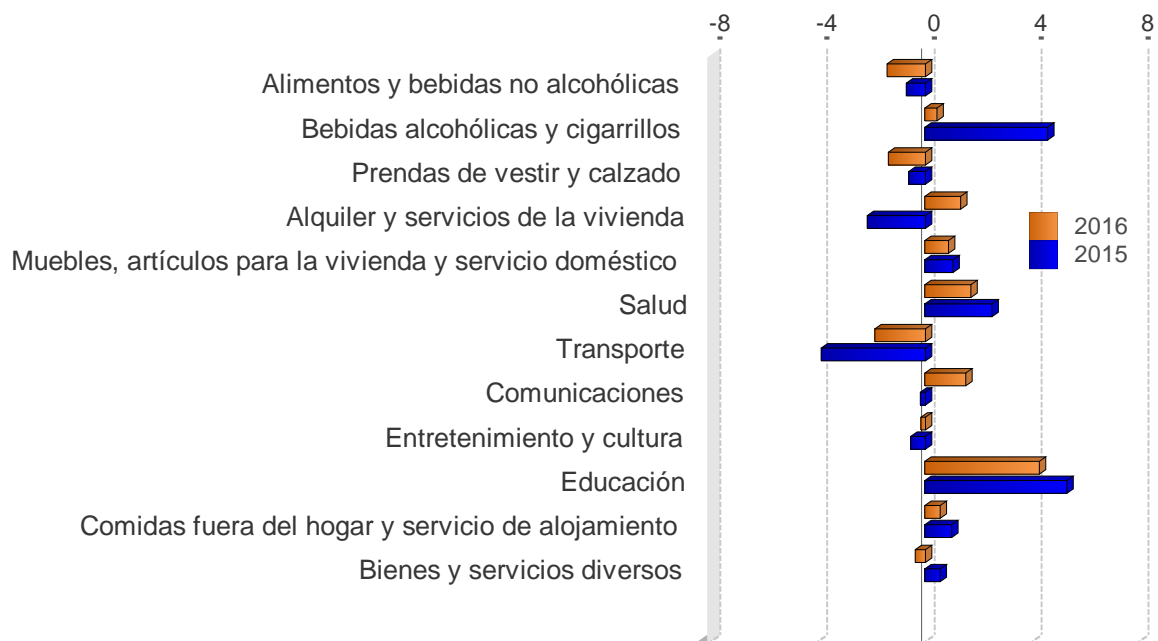 -8 -4 0 4 8
Alimentos y bebidas no alcohólicas
Bebidas alcohólicas y cigarrillos
Prendas de vestir y calzado
Alquiler y servicios de la vivienda
2016
2015
Muebles, artículos para la vivienda y servicio doméstico
Salud
Transporte
Comunicaciones
Entretenimiento y cultura
Educación
Comidas fuera del hogar y servicio de alojamiento
Bienes y servicios diversos